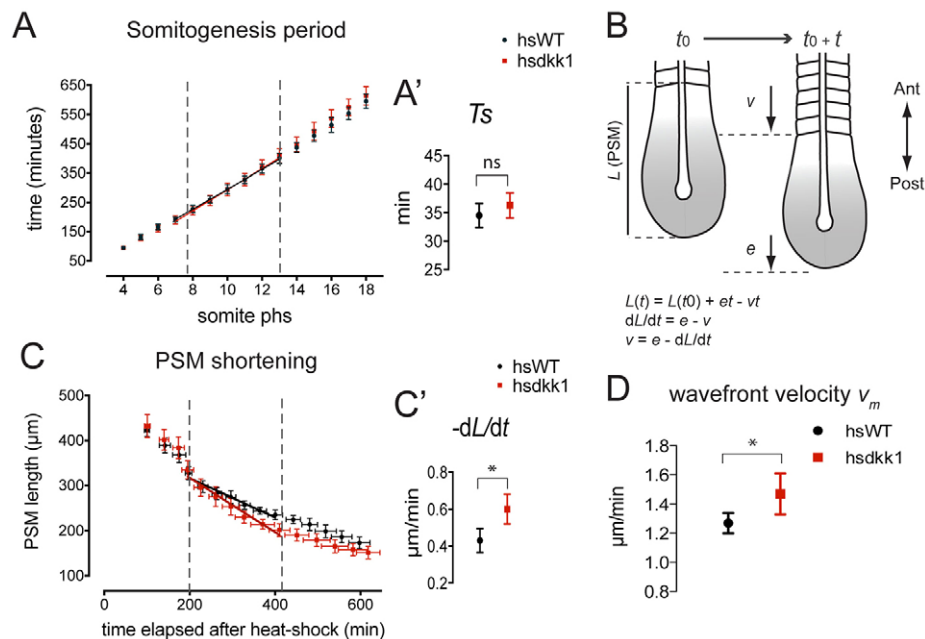 A
Somitogenesis period
hsWT
hsdkk1
time (minutes)
650
550
450
350
250
150
50
4 6 8 10 12 14 16 18
somite phs
A'
Ts
min
45
40
35
30
25
ns
B
t0
t0 + t
L (PSM)
v
e
Ant
Post
L(t) = L(t0) + et - vt
dL/dt = e - v
v = e - dL/dt
C
PSM shortening
hsWT
hsdkk1
PSM length (µm)
500
400
300
200
100
0 200 400 600
time elapsed after heat-shock (min)
C'
-dL/dt
µm/min
0.8
0.6
0.4
0.2
*
D
wavefront velocity vm
hsWT
hsdkk1
µm/min
1.8
1.6
1.4
1.2
1.0
0.8
*